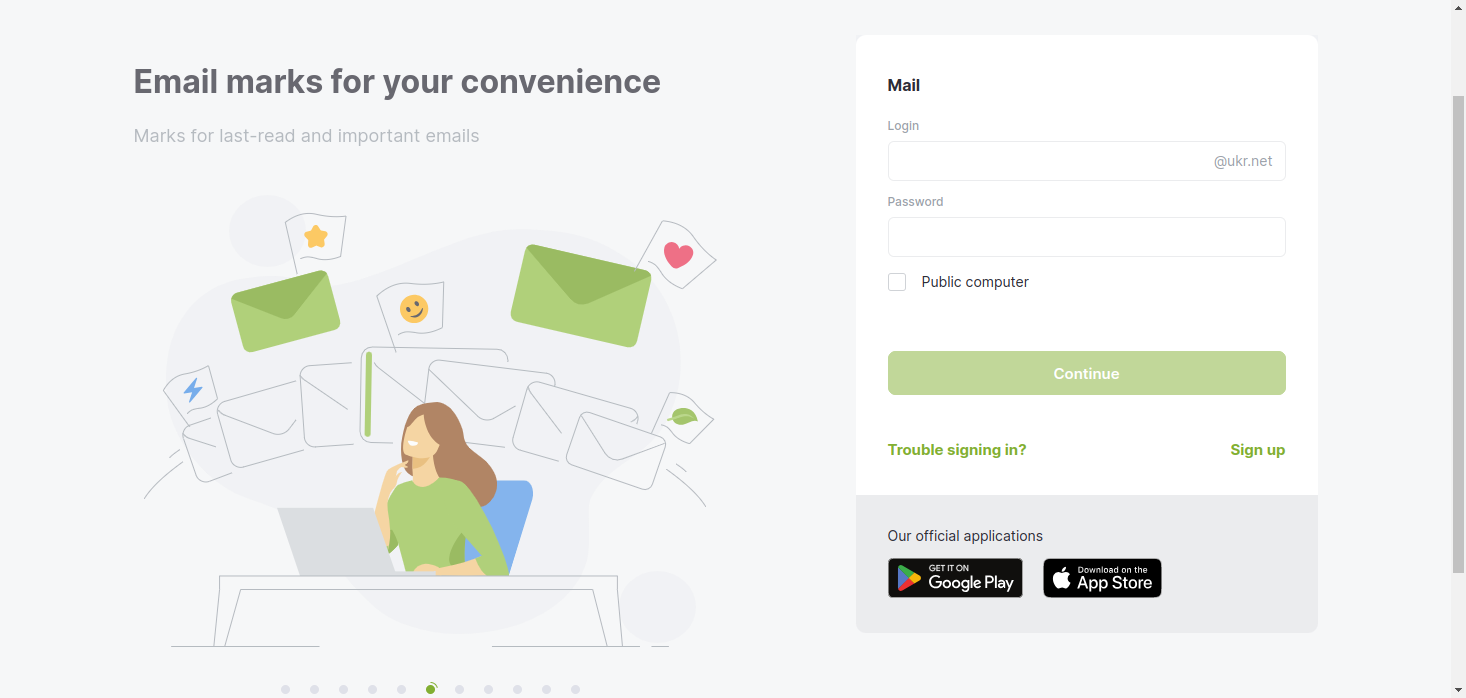 Email marks for your convenience
Marks for last-read and important emails
Mail
Login
@ukr.net
Password
Public computer
Continue
Trouble signing in?
Sign up
Our official applications
GET IT ON
Google Play
Download on the
App Store